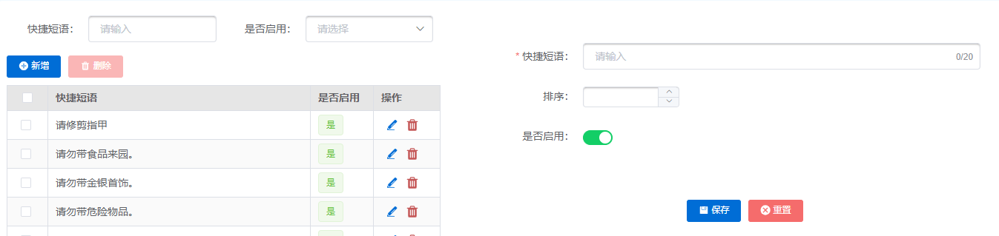 快捷短语： 请输入 是否启用： 请选择
新增 删除
快捷短语 是否启用 操作
请修剪指甲 是
请勿带食品来园。 是
请勿带金银首饰。 是
请勿带危险物品。 是
* 快捷短语： 请输入 0/20
排序：
是否启用：
保存 重置